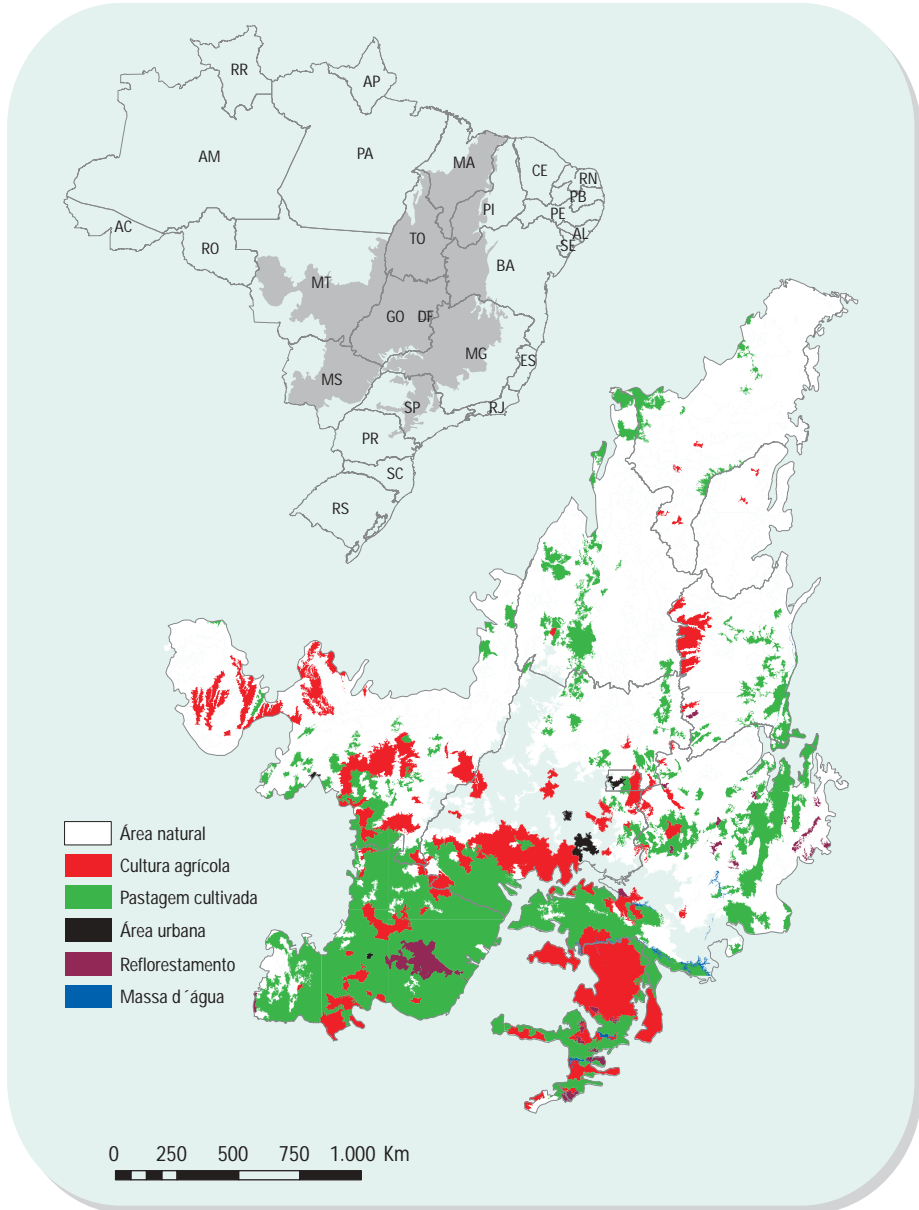 RR
AP
AM
PA
MA
CE
RN
PB
PI
PE
AC
AL
TO
SE
RO
BA
MT
GO
DF
MG
ES
MS
SP
RJ
PR
SC
RS
Área natural
Cultura agrícola
Pastagem cultivada
Área urbana
Reflorestamento
Massa d´água
0 250 500 750 1.000 Km